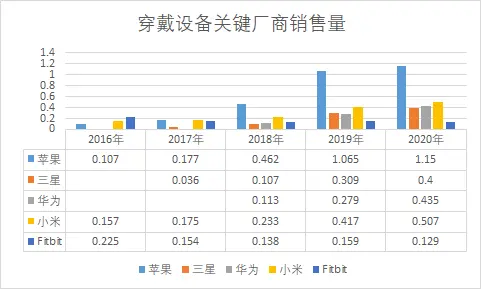 穿戴设备关键厂商销售量
1.4
1.2
1
0.8
0.6
0.4
0.2
0
2016年 2017年 2018年 2019年 2020年
苹果 0.107 0.177 0.462 1.065 1.15
三星 0.036 0.107 0.309 0.4
华为 0.113 0.279 0.435
小米 0.157 0.175 0.233 0.417 0.507
Fitbit 0.225 0.154 0.138 0.159 0.129
苹果 三星 华为 小米 Fitbit